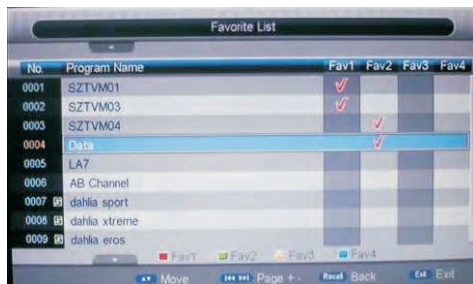 Favorite List
No. Program Name Fav1 Fav2 Fav3 Fav4
0001 SZTVM01
0002 SZTVM03
0003 SZTVM04
0004 Data
0005 LA7
0006 AB Channel
0007 dahlia sport
0008 dahlia xtreme
0009 dahlia eros
Fav1 Fav2 Fav3 Fav4
Move Page + - Recall Back Exit Exit